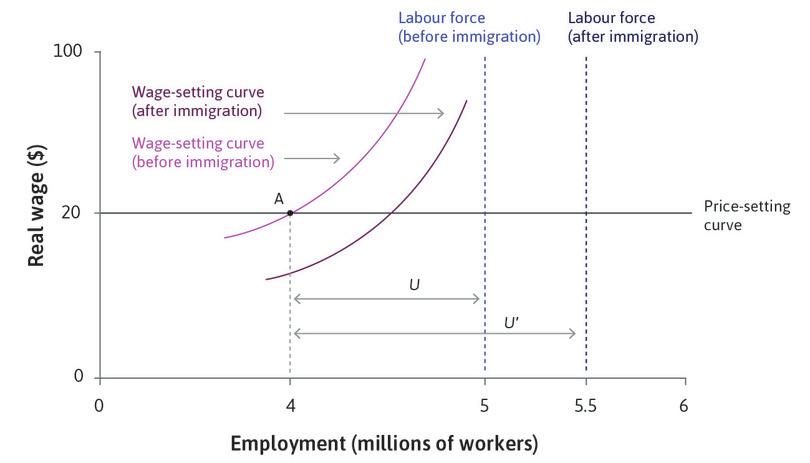 Labour force
(before immigration)
Labour force
(after immigration)
100
Wage-setting curve
(after immigration)
Wage-setting curve
(before immigration)
A
20
Price-setting
curve
Real wage ($)
U
U′
0
0
4
5
5.5
6
Employment (millions of workers)